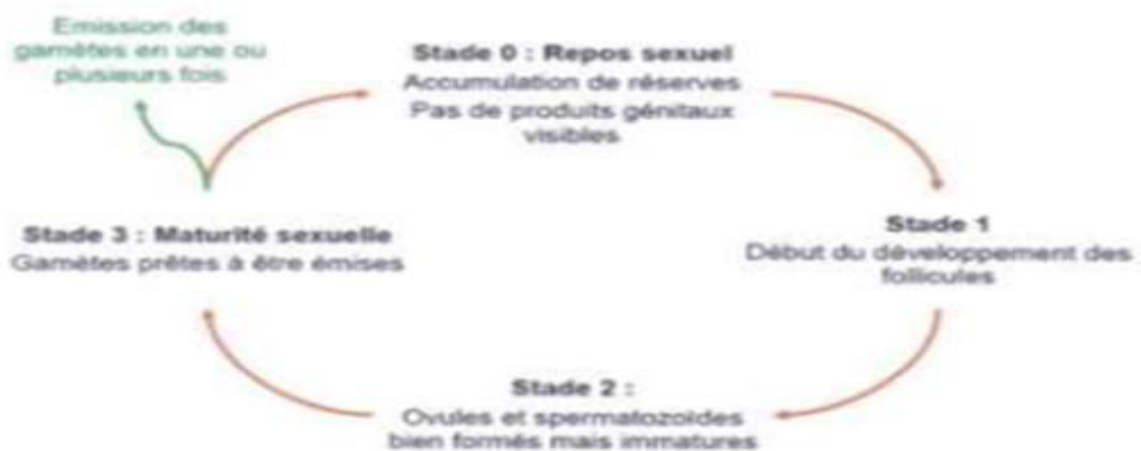 Emission des
gamètes en une ou
plusieurs fois
Stade 0 : Repos sexuel
Accumulation de réserves
Pas de produits génitaux
visibles
Stade 1
Début du développement des
follicules
Stade 2 :
Ovules et spermatozoïdes
bien formés mais immatures
Stade 3 : Maturité sexuelle
Gamètes prêtes à être émises